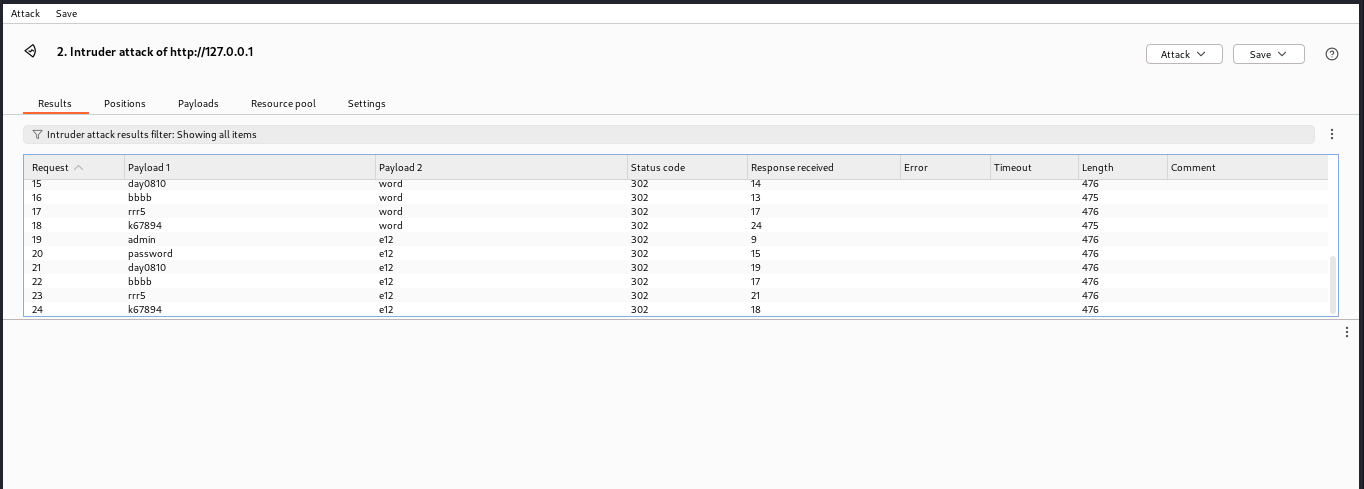 Attack Save
2. Intruder attack of http://127.0.0.1
Attack Save
Results Positions Payloads Resource pool Settings
Intruder attack results filter: Showing all items
Request Payload 1 Payload 2 Status code Response received Error Timeout Length Comment
15 day0810 word 302 14 476
16 bbbb word 302 13 475
17 rrr5 word 302 17 476
18 k67894 word 302 24 475
19 admin e12 302 9 476
20 password e12 302 15 476
21 day0810 e12 302 19 476
22 bbbb e12 302 17 476
23 rrr5 e12 302 21 476
24 k67894 e12 302 18 476